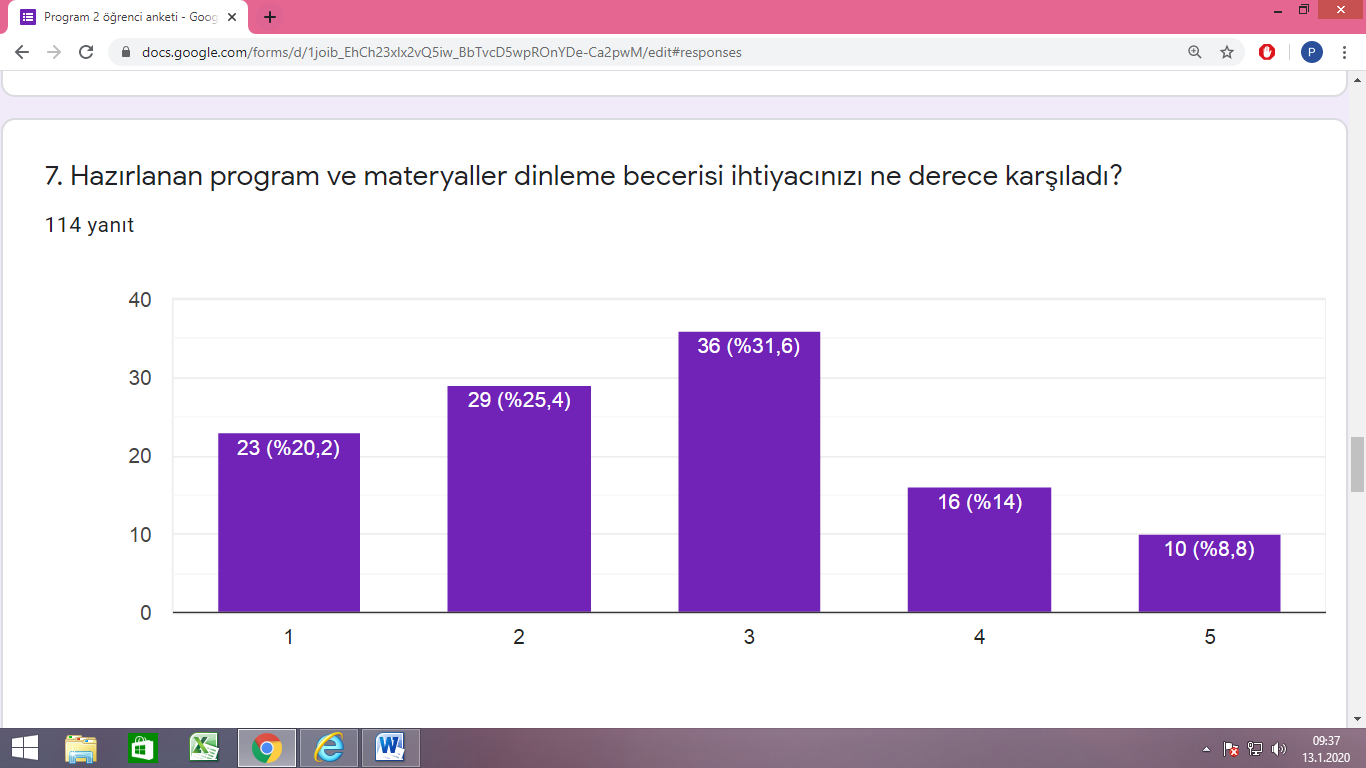 Program 2 öğrenci anketi - Goog
docs.google.com/forms/d/1joib_EhCh23xIx2vQ5iw_BbTvcD5wpROnYDe-Ca2pwM/edit#responses
P
7. Hazırlanan program ve materyaller dinleme becerisi ihtiyacınızı ne derece karşıladı?
114 yanıt
40
30
20
10
0
23 (%20,2)
29 (%25,4)
36 (%31,6)
16 (%14)
10 (%8,8)
1 2 3 4 5
09:37
13.1.2020